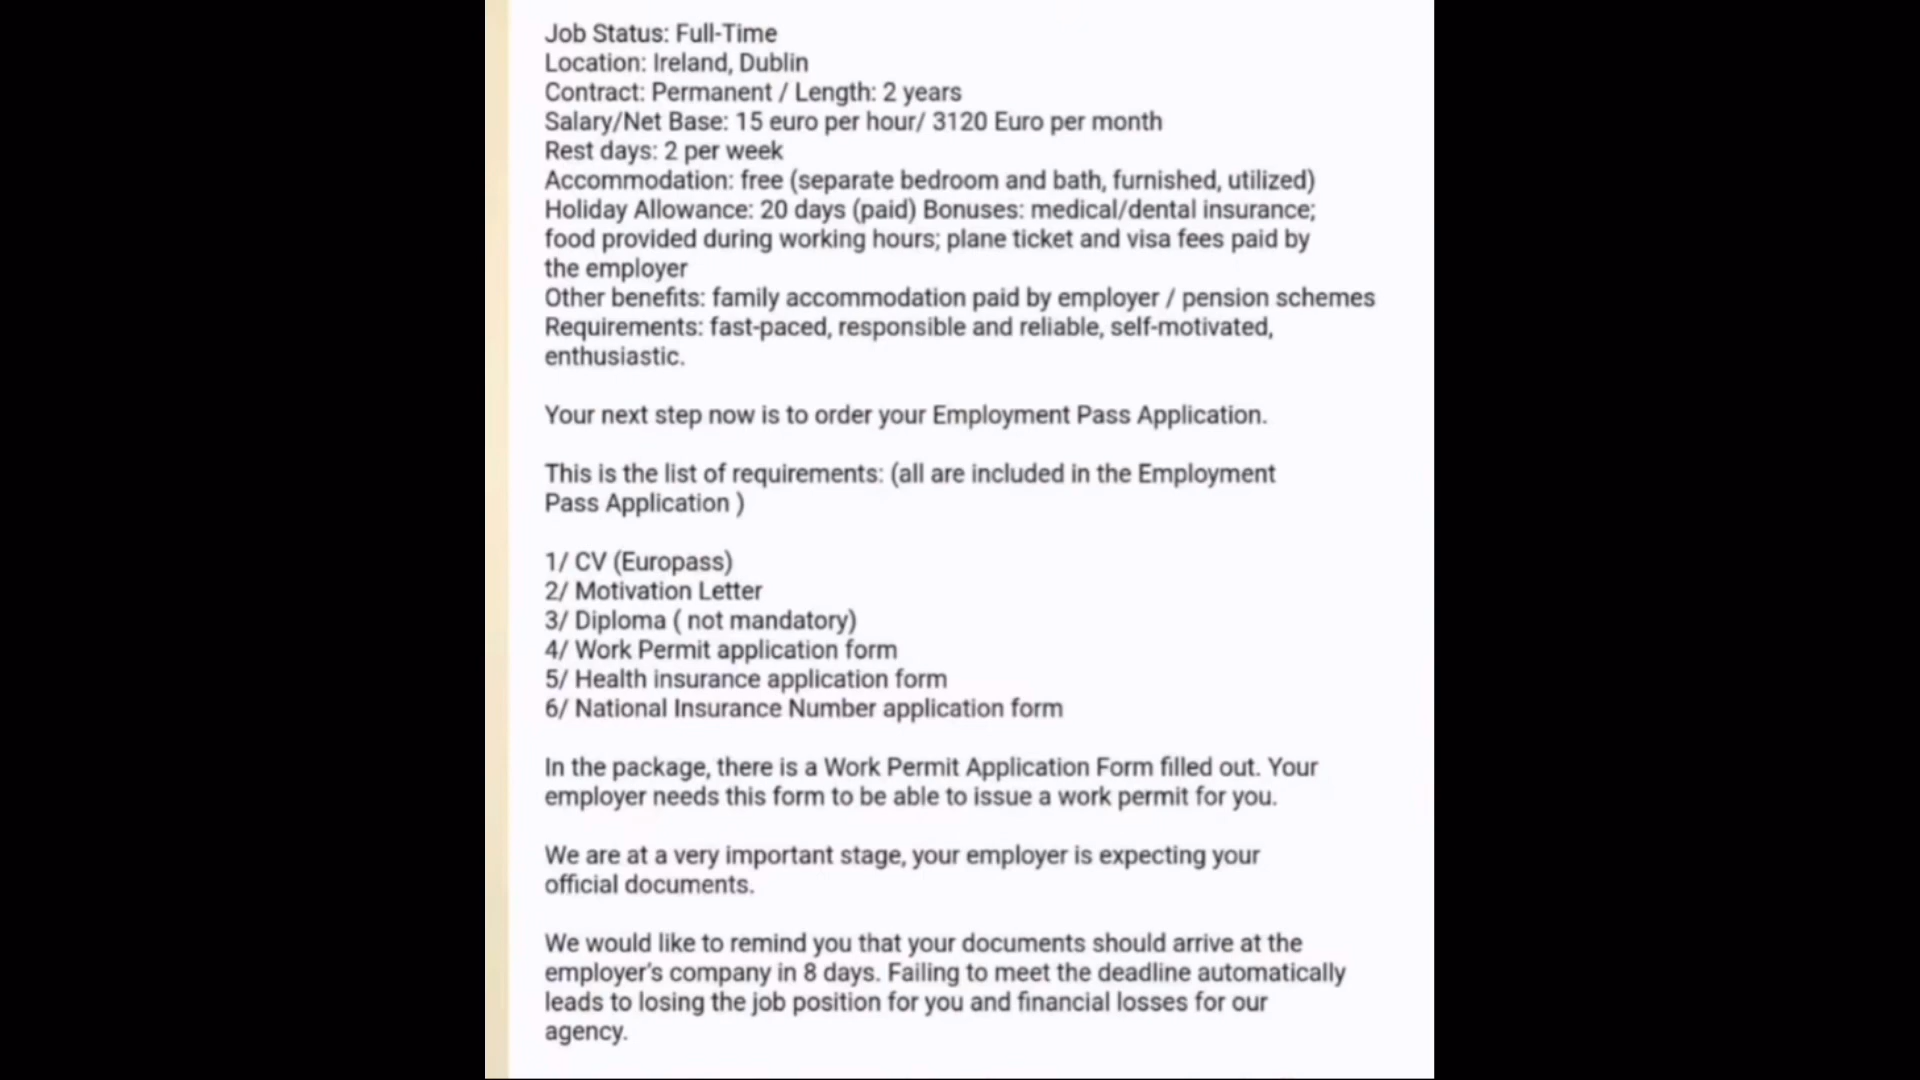 Job Status: Full-Time
Location: Ireland, Dublin
Contract: Permanent / Length: 2 years
Salary/Net Base: 15 euro per hour/ 3120 Euro per month
Rest days: 2 per week
Accommodation: free (separate bedroom and bath, furnished, utilized)
Holiday Allowance: 20 days (paid) Bonuses: medical/dental insurance;
food provided during working hours; plane ticket and visa fees paid by
the employer
Other benefits: family accommodation paid by employer / pension schemes
Requirements: fast-paced, responsible and reliable, self-motivated,
enthusiastic.
Your next step now is to order your Employment Pass Application.
This is the list of requirements: (all are included in the Employment
Pass Application )
1/ CV (Europass)
2/ Motivation Letter
3/ Diploma ( not mandatory)
4/ Work Permit application form
5/ Health insurance application form
6/ National Insurance Number application form
In the package, there is a Work Permit Application Form filled out. Your
employer needs this form to be able to issue a work permit for you.
We are at a very important stage, your employer is expecting your
official documents.
We would like to remind you that your documents should arrive at the
employer's company in 8 days. Failing to meet the deadline automatically
leads to losing the job position for you and financial losses for our
agency.